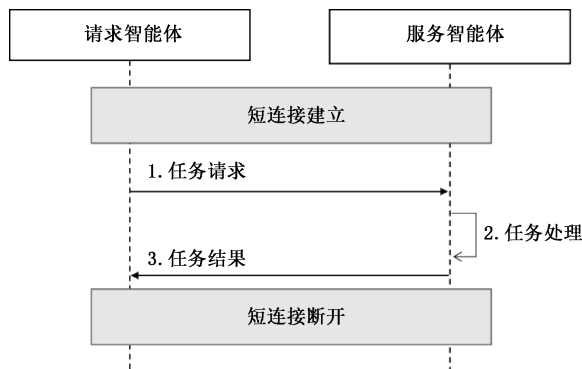 请求智能体
服务智能体
短连接建立
1.任务请求
2.任务处理
3.任务结果
短连接断开